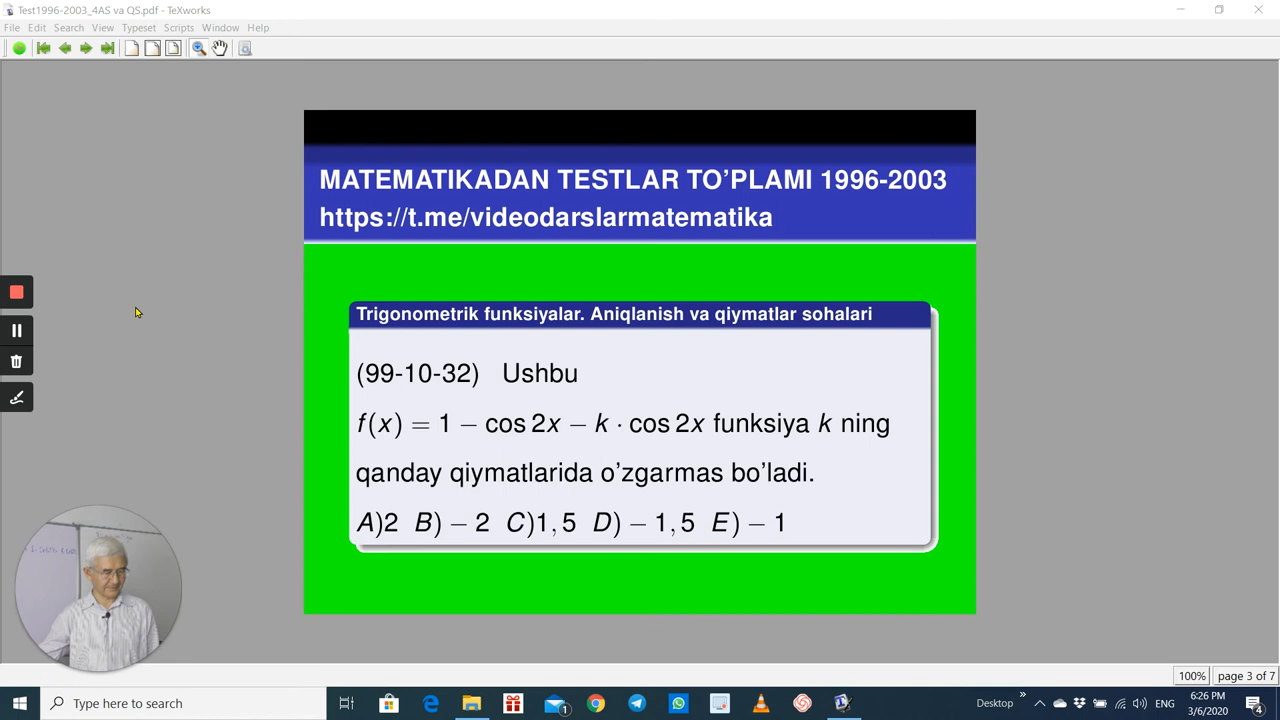 Test1996-2003_4AS va QS.pdf - TeXworks
File Edit Search View Typeset Scripts Window Help
MATEMATIKADAN TESTLAR TO’PLAMI 1996-2003
https://t.me/videodarslarmatematika
Trigonometrik funksiyalar. Aniqlanish va qiymatlar sohalari
(99-10-32) Ushbu
f(x) = 1 − cos 2x − k · cos 2x funksiya k ning
qanday qiymatlarida o’zgarmas bo’ladi.
A)2 B) − 2 C)1, 5 D) − 1, 5 E) − 1
100% page 3 of 7
Type here to search
1
Desktop
»
ENG
6:26 PM
3/6/2020
4